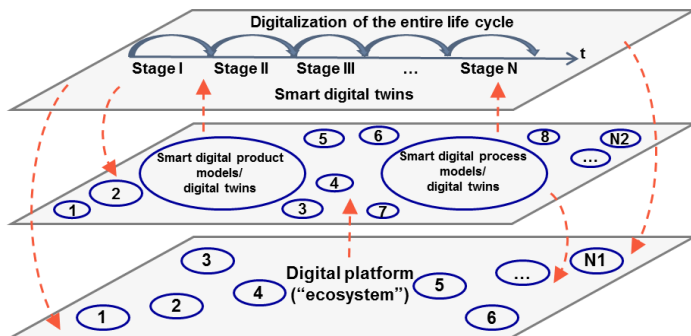 Digitalization of the entire life cycle
t
Stage I Stage II Stage III ... Stage N
Smart digital twins
5 6 8 N2
Smart digital product
models/
digital twins
Smart digital process
models/
digital twins
...
4
2
1 3 7
3
N1
Digital platform
("ecosystem")
...
5
4
2
1
6